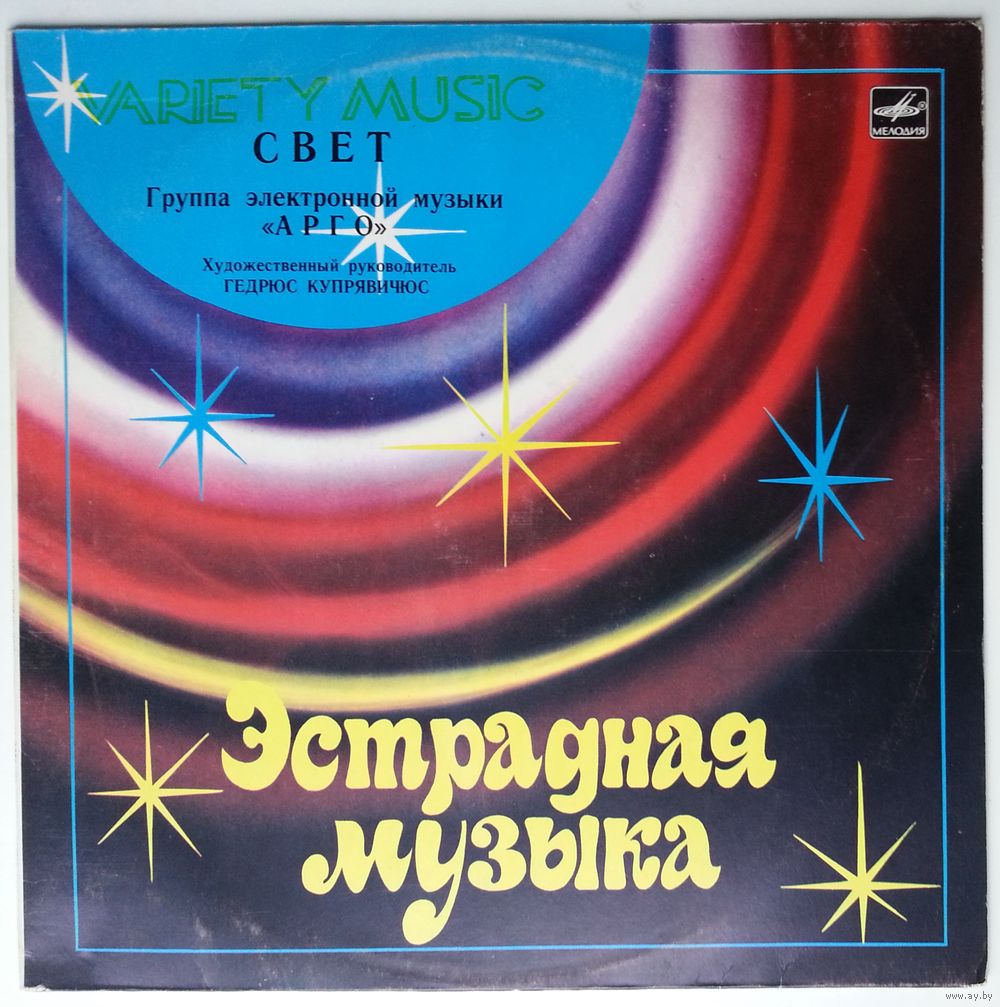 VARIETY MUSIC
СВЕТ
Группа электронной музыки
«АРГО»
Художественный руководитель
ГЕДРЮС КУПРЯВИЧЮС
®
МЕЛОДИЯ
Эстрадная
музыка
www.ay.by